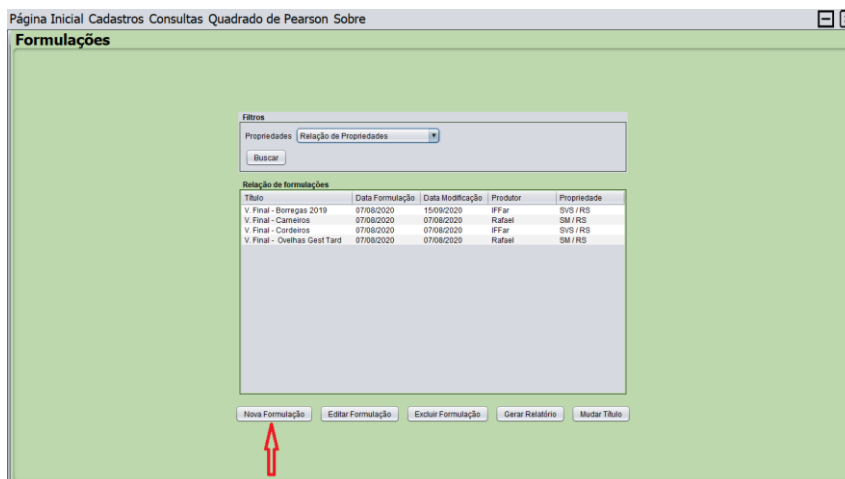 Página Inicial Cadastros Consultas Quadrado de Pearson Sobre
Formulações
Filtros
Propriedades Relação de Propriedades
Buscar
Relação de formulações
Título Data Formulação Data Modificação Produtor Propriedade
V. Final - Borregas 2019 07/08/2020 15/09/2020 IFFar SVS / RS
V. Final - Carneiros 07/08/2020 07/08/2020 Rafael SM / RS
V. Final - Cordeiros 07/08/2020 07/08/2020 IFFar SVS / RS
V. Final - Ovelhas Gest Tard 07/08/2020 07/08/2020 Rafael SM / RS
Nova Formulação Editar Formulação Excluir Formulação Gerar Relatório Mudar Título